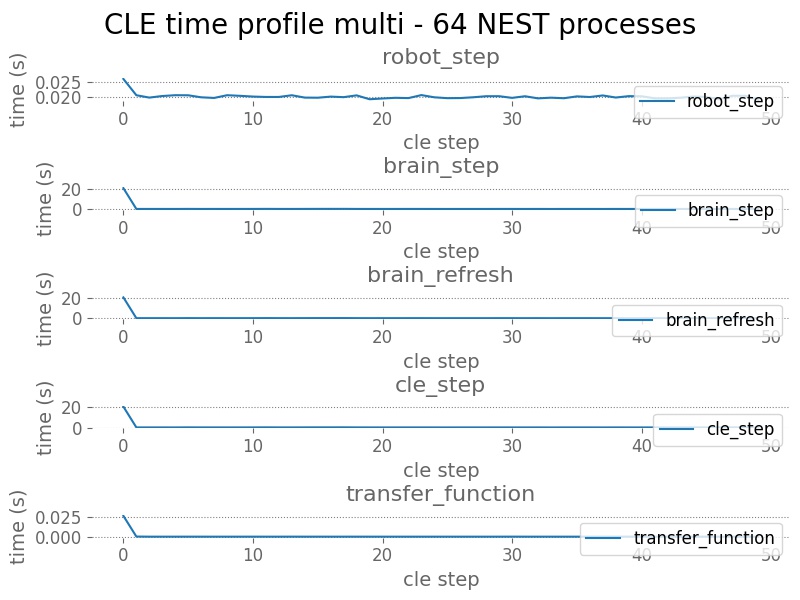 CLE time profile multi - 64 NEST processes
robot_step
time (s)
0.025
0.020
robot_step
0 10 20 30 40 50
cle step
brain_step
time (s)
20
0
brain_step
0 10 20 30 40 50
cle step
brain_refresh
time (s)
20
0
brain_refresh
0 10 20 30 40 50
cle step
cle_step
time (s)
20
0
cle_step
0 10 20 30 40 50
cle step
transfer_function
time (s)
0.025
0.000
transfer_function
0 10 20 30 40 50
cle step